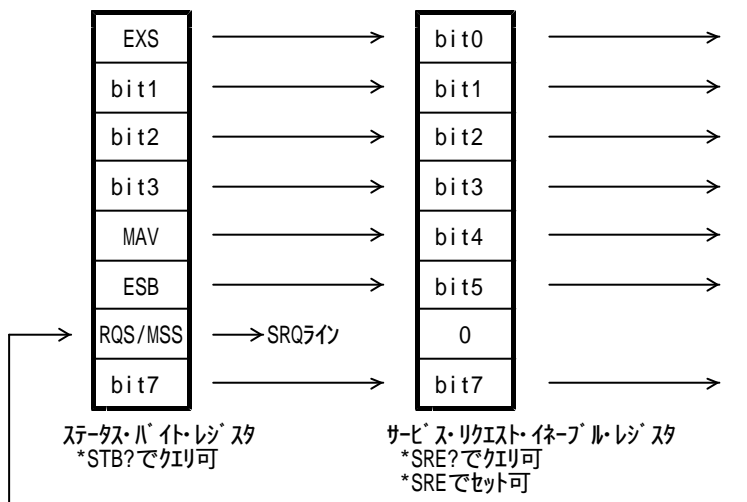 EXS bit0
bit1 bit1
bit2 bit2
bit3 bit3
MAV bit4
ESB bit5
RQS/MSS SRQライン 0
bit7 bit7
ステータス・バイト・レジスタ サービス・リクエスト・イネーブル・レジスタ
*STB?でクエリ可 *SRE?でクエリ可
*SREでセット可